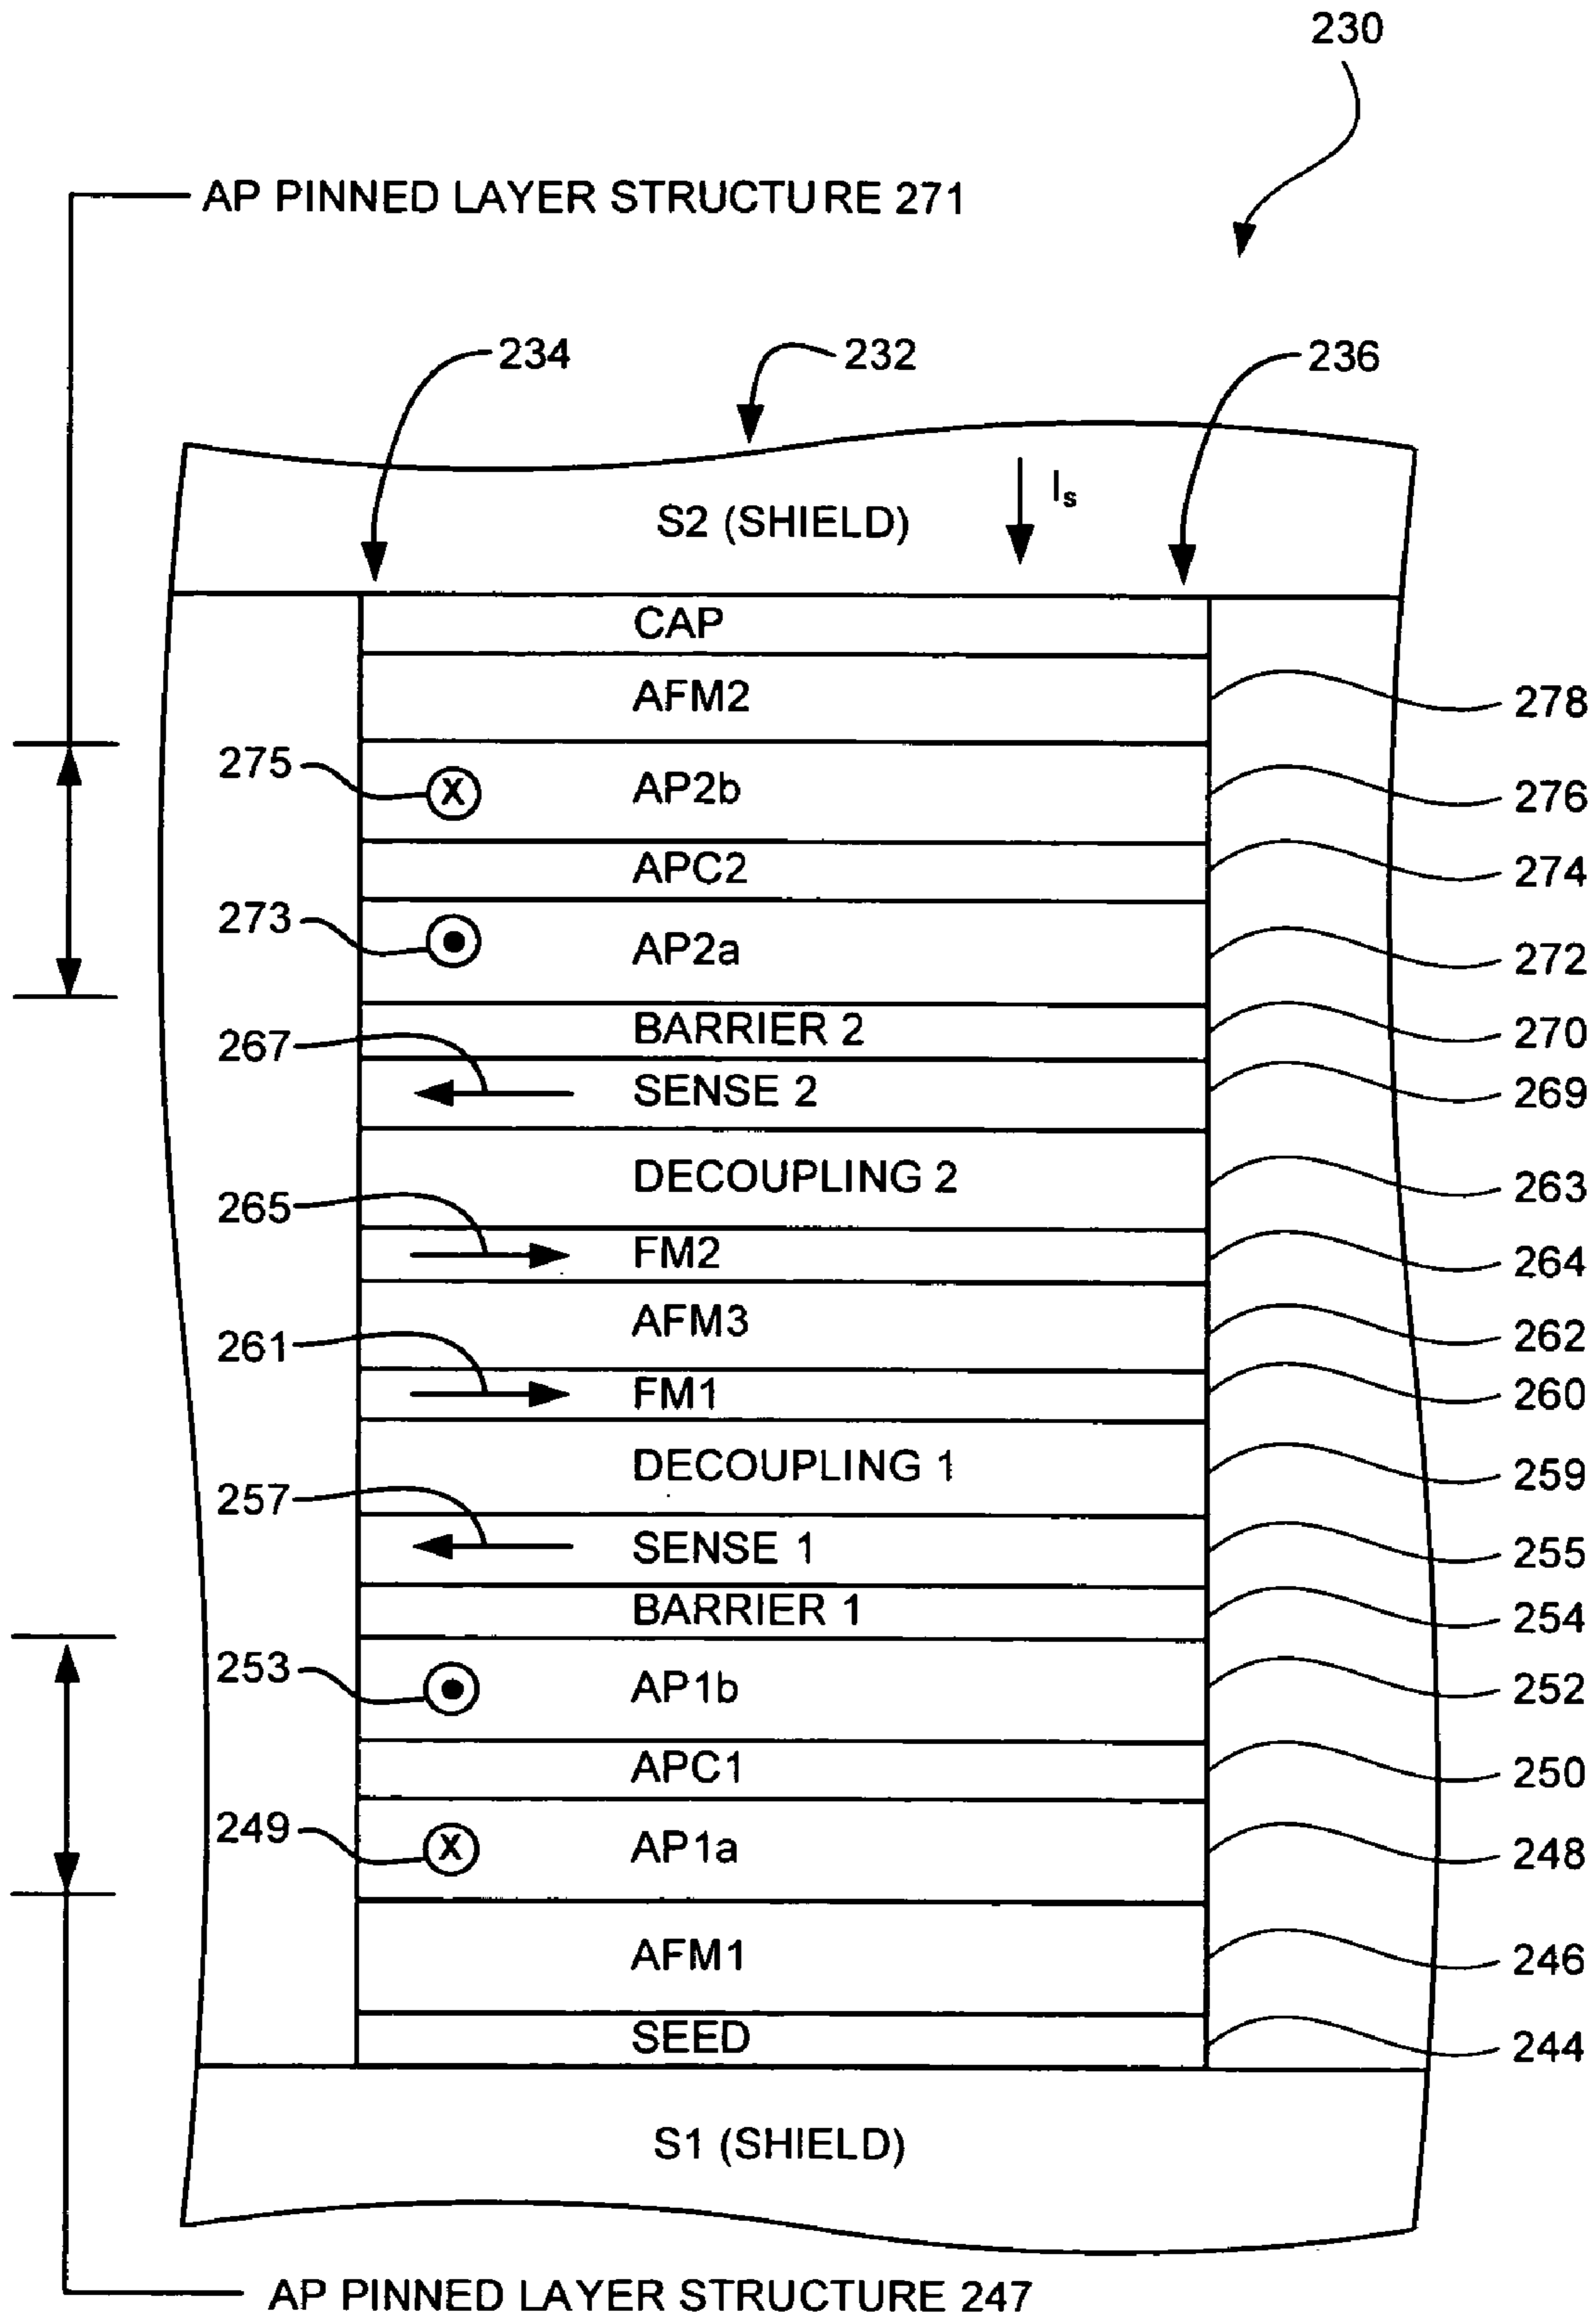 230
AP PINNED LAYER STRUCTURE 271
234
232
236
Is
S2 (SHIELD)
CAP
AFM2
278
275
X
AP2b
276
APC2
274
273
AP2a
272
BARRIER 2
270
267
SENSE 2
269
DECOUPLING 2
263
265
FM2
264
AFM3
262
261
FM1
260
DECOUPLING 1
259
257
SENSE 1
255
BARRIER 1
254
253
AP1b
252
APC1
250
249
X
AP1a
248
AFM1
246
SEED
244
S1 (SHIELD)
AP PINNED LAYER STRUCTURE 247